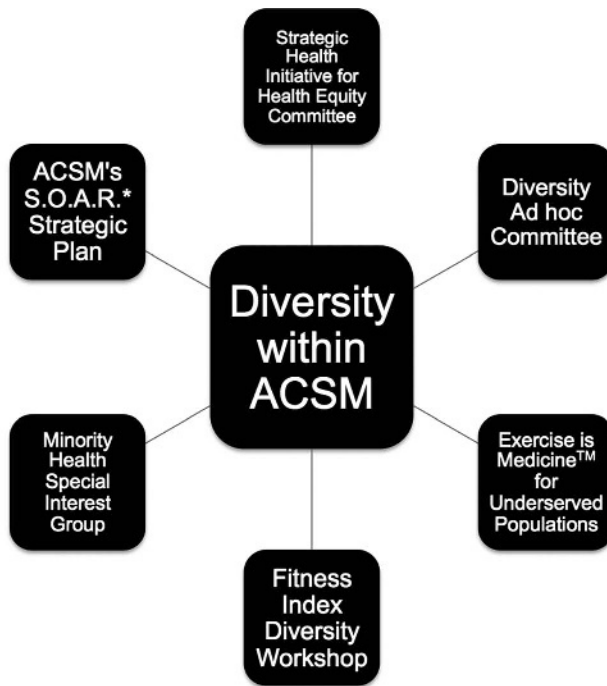 Strategic
Health
Initiative for
Health Equity
Committee
ACSM's
S.O.A.R.*
Strategic
Plan
Diversity
Ad hoc
Committee
Diversity
within
ACSM
Minority
Health
Special
Interest
Group
Exercise is
Medicine™
for
Underserved
Populations
Fitness
Index
Diversity
Workshop